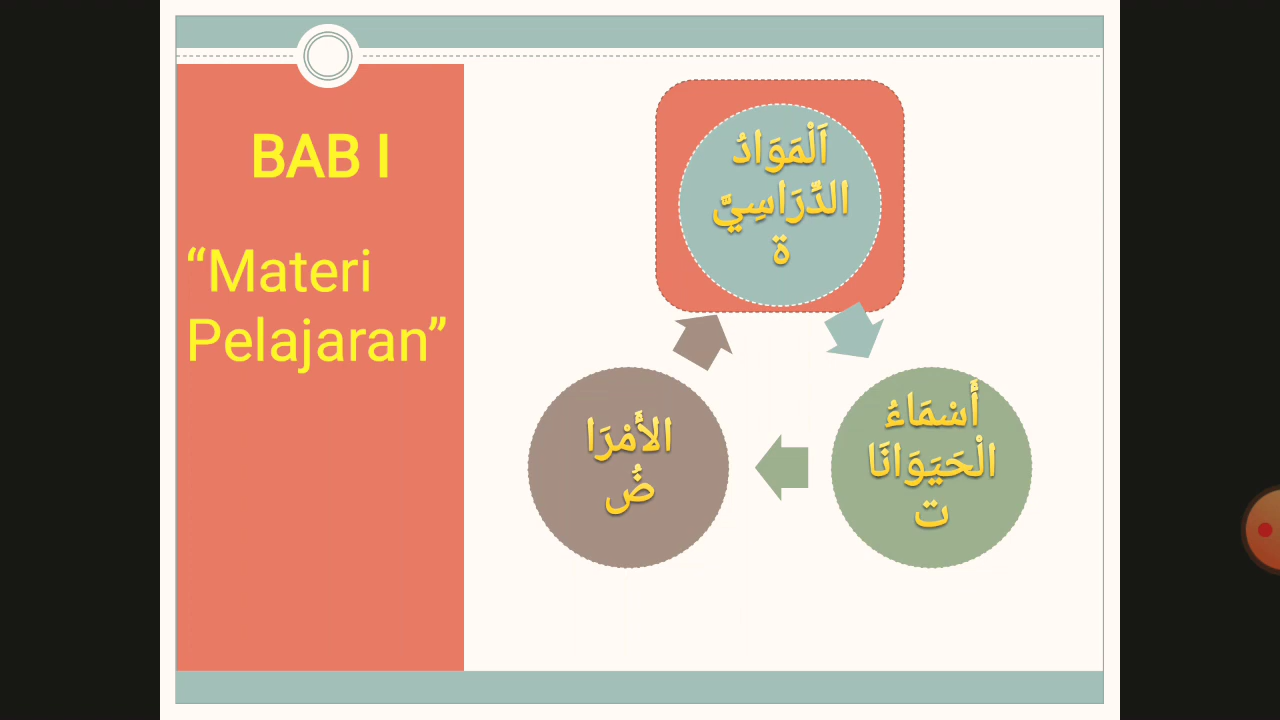 BAB I
“Materi
Pelajaran”
اَلْمَوَادُ
الدِّرَاسِيَّ
ة
أَسْمَاءُ
الْحَيَوَانَا
ت
الأَمْرَا
ضُ